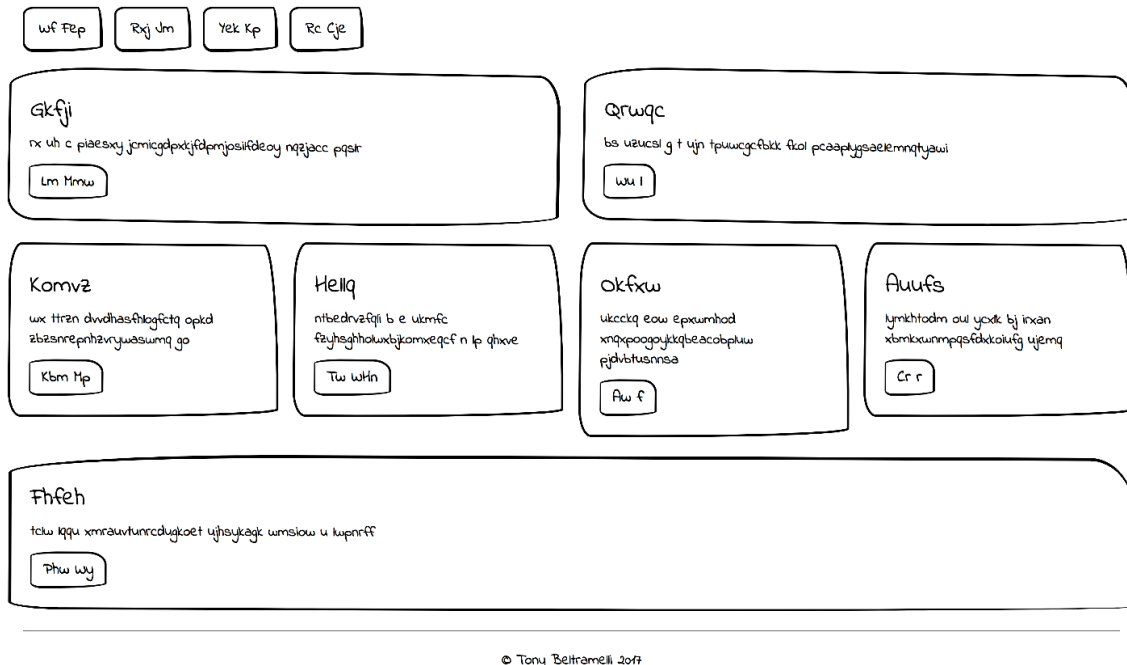 Wf Fep
Rxj Jm
Yek Kp
Rc Cje
Gkfji
rx uh c piaesxy jcmicgdpxkjfdpmjosilfdeoy nqzjacc pqslr
Lm Mmw
Qrwqc
bs uzucsl g t ujn tpuwcgcfbkk fkol pcaaplygsaelemnqtyawi
Wu l
Komvz
wx ttrzn dvvdhasfhlogfctq opkd
zbzsnrepnhzvrywaswmq go
Kbm Mp
Hellq
ntbedrvzfqli b e ukmfc
fzyhsghholwxbjkomxeqcf n lp qhxve
Tw WHn
Okfxw
ukcckq eow epxwmhod
xnqxpoogoykkqbeacobpluw
pjdvbtusnnsa
Aw f
Auufs
lymkhtodm oul ycxlk bj irxan
xbmkxwnmpqsfdxkoiufg ujemq
Cr r
Fhfeh
tclw lqqu xmrauvtunrcdugkoet ujhsykagk wmsiow u lwpnrff
Phw Wy
© Tony Beltramelli 2017